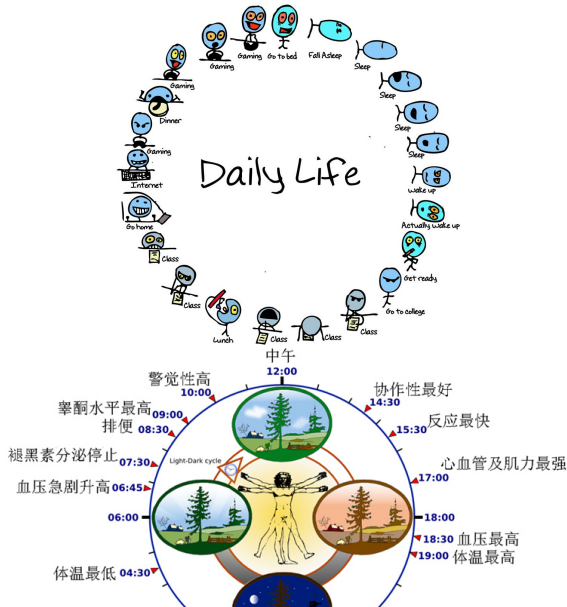 Daily Life
Go to bed
Fall Asleep
Sleep
Sleep
Sleep
Sleep
Wake up
Actually Wake up
Get ready
Go to college
Class
Class
Class
Lunch
Class
Class
Go home
Internet
Gaming
Dinner
Gaming
Gaming
Gaming
中午
12:00
警觉性高
10:00
睾酮水平最高
09:00
排便 08:30
褪黑素分泌停止
07:30
血压急剧升高 06:45
06:00
体温最低 04:30
Light-Dark cycle
协作性最好
14:30
反应最快
15:30
心血管及肌力最强
17:00
18:00
18:30 血压最高
19:00 体温最高